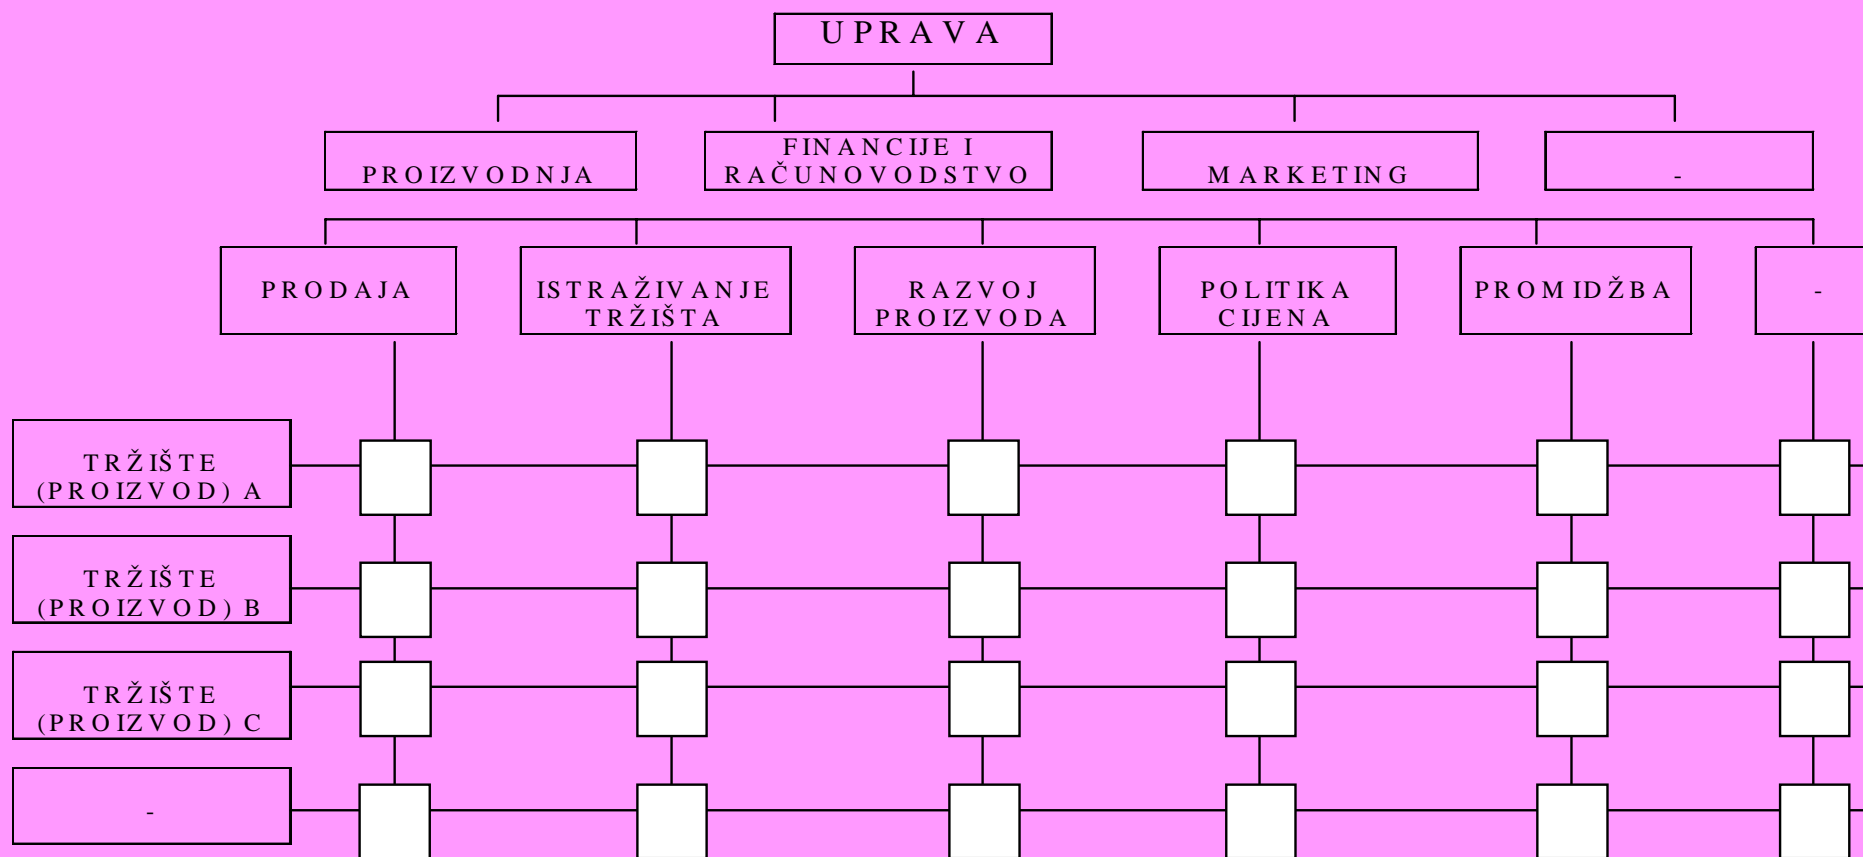 UPRAVA
PROIZVODNJA
FINANCIJE I
RAČUNOVODSTVO
MARKETING
-
PRODAJA
ISTRAŽIVANJE
TRŽIŠTA
RAZVOJ
PROIZVODA
POLITIKA
CIJENA
PROMIDŽBA
-
TRŽIŠTE
(PROIZVOD) A
TRŽIŠTE
(PROIZVOD) B
TRŽIŠTE
(PROIZVOD) C
-